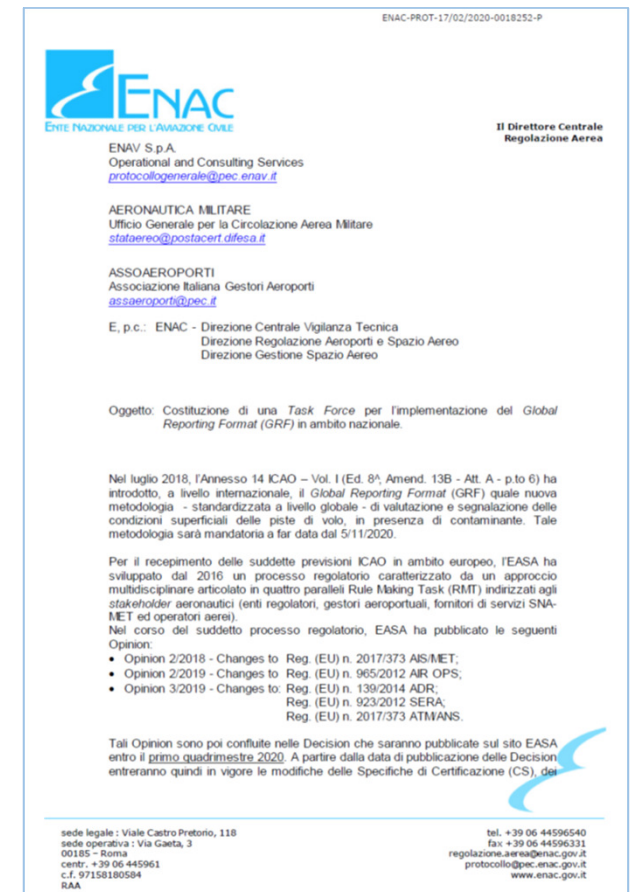 ENAC-PROT-17/02/2020-0018252-P
ENAC
ENTE NAZIONALE PER L'AVIAZIONE CIVILE
Il Direttore Centrale
Regolazione Aerea
ENAV S.p.A.
Operational and Consulting Services
protocollogenerale@pec.enav.it
AERONAUTICA MILITARE
Ufficio Generale per la Circolazione Aerea Militare
stataereo@postacert.difesa.it
ASSOAEROPORTI
Associazione Italiana Gestori Aeroporti
assaeroporti@pec.it
E, p.c.: ENAC - Direzione Centrale Vigilanza Tecnica
Direzione Regolazione Aeroporti e Spazio Aereo
Direzione Gestione Spazio Aereo
Oggetto: Costituzione di una Task Force per l'implementazione del Global
Reporting Format (GRF) in ambito nazionale.
Nel luglio 2018, l'Annesso 14 ICAO – Vol. I (Ed. 8^, Amend. 13B - Att. A - p.to 6) ha
introdotto, a livello internazionale, il Global Reporting Format (GRF) quale nuova
metodologia - standardizzata a livello globale - di valutazione e segnalazione delle
condizioni superficiali delle piste di volo, in presenza di contaminante. Tale
metodologia sarà mandatoria a far data dal 5/11/2020.
Per il recepimento delle suddette previsioni ICAO in ambito europeo, l'EASA ha
sviluppato dal 2016 un processo regolatorio caratterizzato da un approccio
multidisciplinare articolato in quattro paralleli Rule Making Task (RMT) indirizzati agli
stakeholder aeronautici (enti regolatori, gestori aeroportuali, fornitori di servizi SNA-
MET ed operatori aerei).
Nel corso del suddetto processo regolatorio, EASA ha pubblicato le seguenti
Opinion:
• Opinion 2/2018 - Changes to Reg. (EU) n. 2017/373 AIS/MET;
• Opinion 2/2019 - Changes to Reg. (EU) n. 965/2012 AIR OPS;
• Opinion 3/2019 - Changes to: Reg. (EU) n. 139/2014 ADR;
Reg. (EU) n. 923/2012 SERA;
Reg. (EU) n. 2017/373 ATM/ANS.
Tali Opinion sono poi confluite nelle Decision che saranno pubblicate sul sito EASA
entro il primo quadrimestre 2020. A partire dalla data di pubblicazione delle Decision
entreranno quindi in vigore le modifiche delle Specifiche di Certificazione (CS), dei
sede legale : Viale Castro Pretorio, 118
sede operativa : Via Gaeta, 3
00185 – Roma
centr. +39 06 445961
c.f. 97158180584
RAA
tel. +39 06 44596540
fax +39 06 44596331
regolazione.aerea@enac.gov.it
protocollo@pec.enac.gov.it
www.enac.gov.it